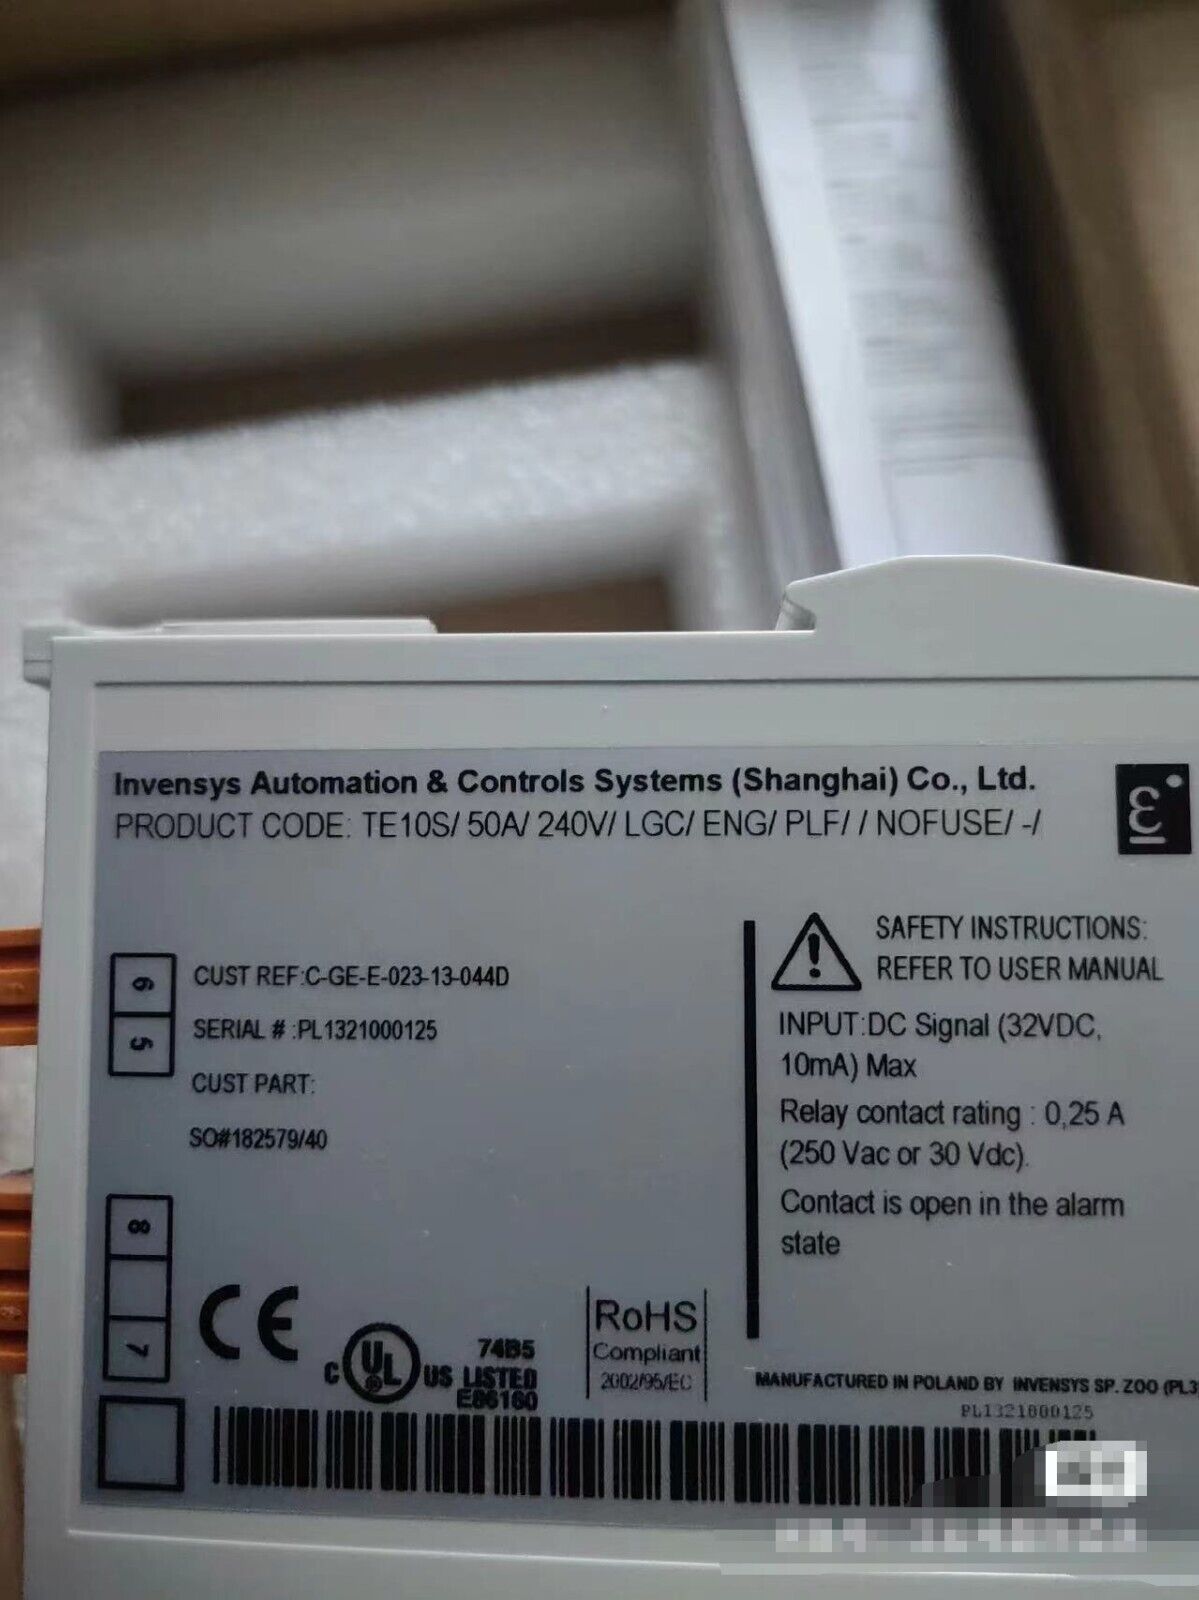 Invensys Automation & Controls Systems (Shanghai) Co., Ltd.
PRODUCT CODE: TE10S/ 50A/ 240V/ LGC/ ENG/ PLF/ / NOFUSE/ -/
ε
6
5
CUST REF:C-GE-E-023-13-044D
SERIAL # :PL1321000125
CUST PART:
SO#182579/40
8
7
SAFETY INSTRUCTIONS:
REFER TO USER MANUAL
INPUT:DC Signal (32VDC,
10mA) Max
Relay contact rating : 0,25 A
(250 Vac or 30 Vdc).
Contact is open in the alarm
state
CE
C UL US LISTED
74B5
E86160
RoHS
Compliant
2002/95/EC
MANUFACTURED IN POLAND BY INVENSYS SP. ZOO (PL3
PL1321000125